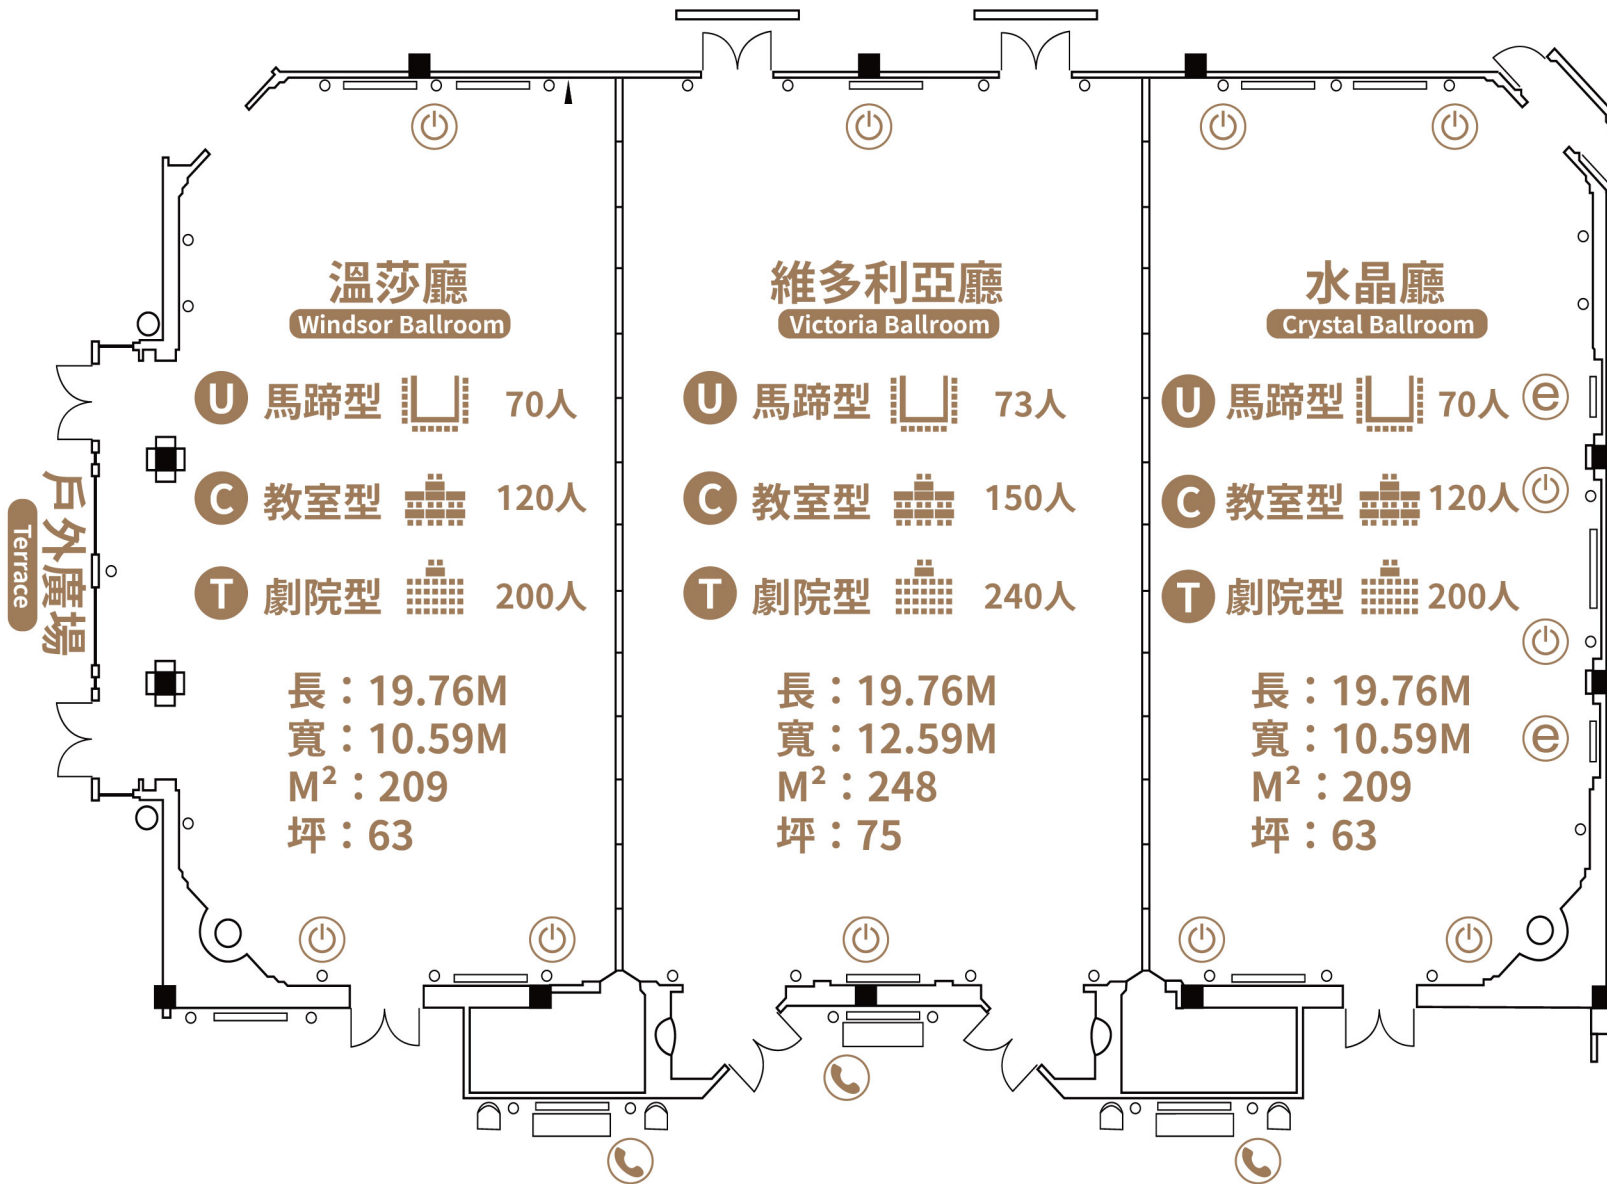 溫莎廳
Windsor Ballroom
U 馬蹄型 70人
C 教室型 120人
T 劇院型 200人
長：19.76M
寬：10.59M
M²：209
坪：63
維多利亞廳
Victoria Ballroom
U 馬蹄型 73人
C 教室型 150人
T 劇院型 240人
長：19.76M
寬：12.59M
M²：248
坪：75
水晶廳
Crystal Ballroom
U 馬蹄型 70人
C 教室型 120人
T 劇院型 200人
長：19.76M
寬：10.59M
M²：209
坪：63
e
e
戶外廣場
Terrace